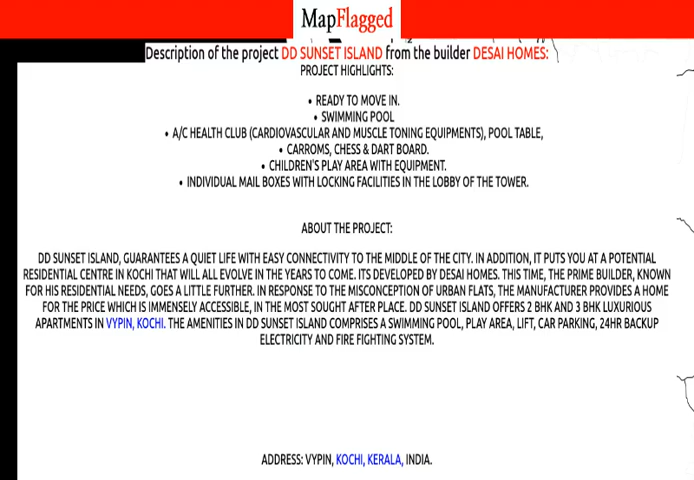 MapFlagged
Description of the project DD SUNSET ISLAND from the builder DESAI HOMES:
PROJECT HIGHLIGHTS:
• READY TO MOVE IN.
• SWIMMING POOL
• A/C HEALTH CLUB (CARDIOVASCULAR AND MUSCLE TONING EQUIPMENTS), POOL TABLE,
• CARROMS, CHESS & DART BOARD.
• CHILDREN'S PLAY AREA WITH EQUIPMENT.
• INDIVIDUAL MAIL BOXES WITH LOCKING FACILITIES IN THE LOBBY OF THE TOWER.
ABOUT THE PROJECT:
DD SUNSET ISLAND, GUARANTEES A QUIET LIFE WITH EASY CONNECTIVITY TO THE MIDDLE OF THE CITY. IN ADDITION, IT PUTS YOU AT A POTENTIAL
RESIDENTIAL CENTRE IN KOCHI THAT WILL ALL EVOLVE IN THE YEARS TO COME. ITS DEVELOPED BY DESAI HOMES. THIS TIME, THE PRIME BUILDER, KNOWN
FOR HIS RESIDENTIAL NEEDS, GOES A LITTLE FURTHER. IN RESPONSE TO THE MISCONCEPTION OF URBAN FLATS, THE MANUFACTURER PROVIDES A HOME
FOR THE PRICE WHICH IS IMMENSELY ACCESSIBLE, IN THE MOST SOUGHT AFTER PLACE. DD SUNSET ISLAND OFFERS 2 BHK AND 3 BHK LUXURIOUS
APARTMENTS IN VYPIN, KOCHI. THE AMENITIES IN DD SUNSET ISLAND COMPRISES A SWIMMING POOL, PLAY AREA, LIFT, CAR PARKING, 24HR BACKUP
ELECTRICITY AND FIRE FIGHTING SYSTEM.
ADDRESS: VYPIN, KOCHI, KERALA, INDIA.